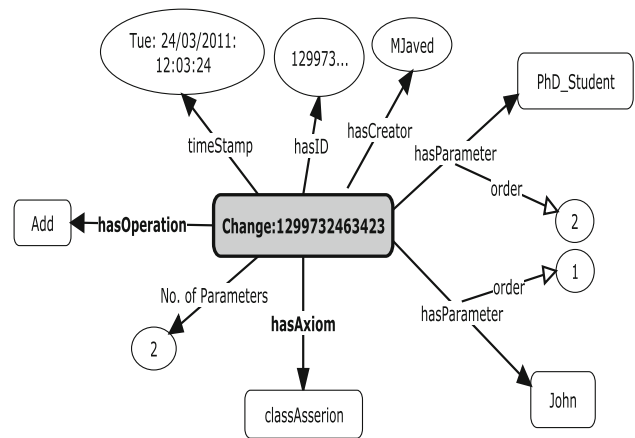 Tue: 24/03/2011:
12:03:24
129973...
MJaved
PhD_Student
timeStamp
hasID
hasCreator
hasParameter
order
2
Add
hasOperation
Change:1299732463423
1
order
No. of Parameters
hasParameter
2
hasAxiom
classAsserion
John